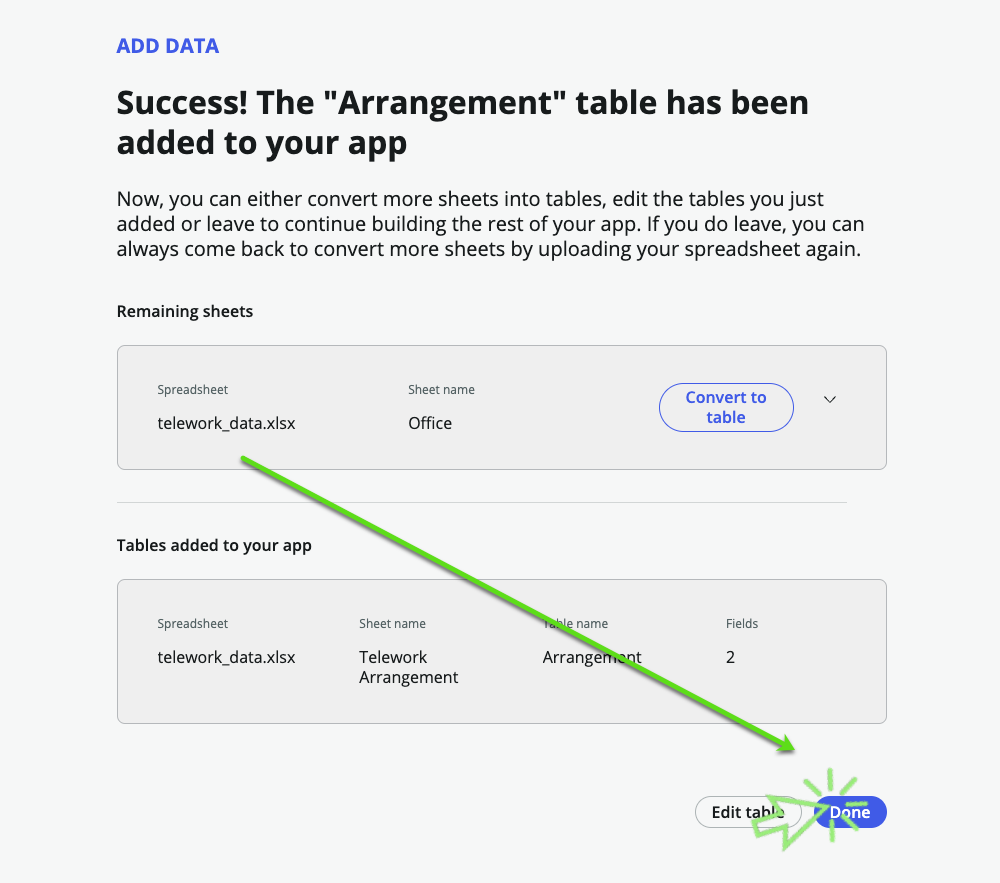 ADD DATA
Success! The "Arrangement" table has been
added to your app
Now, you can either convert more sheets into tables, edit the tables you just
added or leave to continue building the rest of your app. If you do leave, you can
always come back to convert more sheets by uploading your spreadsheet again.
Remaining sheets
Spreadsheet Sheet name
telework_data.xlsx Office
Convert to
table
Tables added to your app
Spreadsheet Sheet name Table name Fields
telework_data.xlsx Telework Arrangement 2
Arrangement
Edit table Done